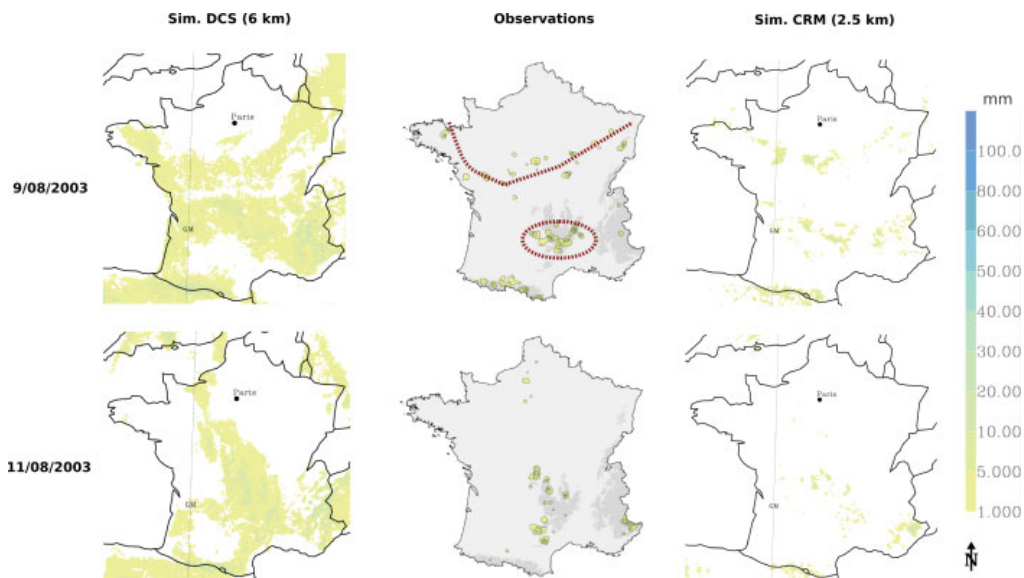 Sim. DCS (6 km)
Observations
Sim. CRM (2.5 km)
Paris
GM
9/08/2003
Paris
GM
mm
100.0
80.00
60.00
50.00
40.00
30.00
20.00
10.00
5.000
1.000
Paris
GM
11/08/2003
Paris
GM
N